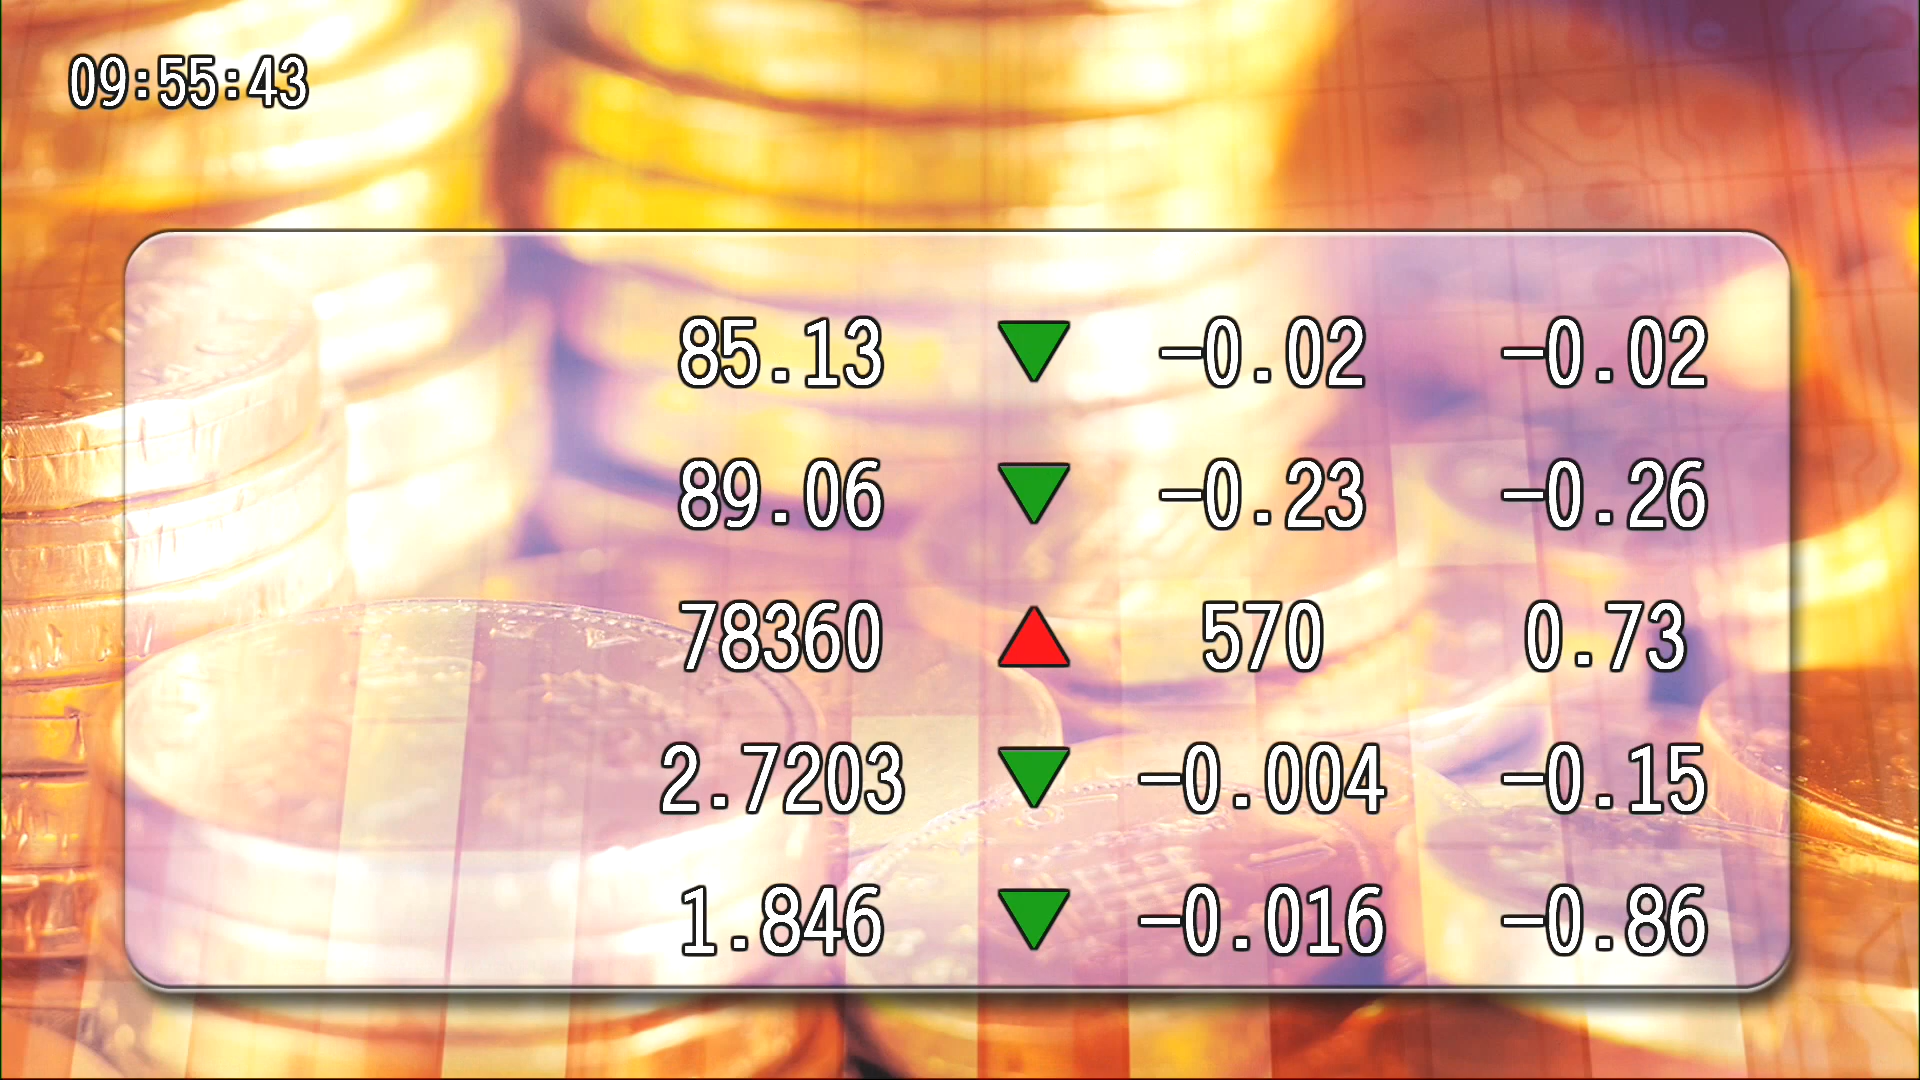 09:55:43
85.13 ▼ -0.02 -0.02
89.06 ▼ -0.23 -0.26
78360 ▲ 570 0.73
2.7203 ▼ -0.004 -0.15
1.846 ▼ -0.016 -0.86